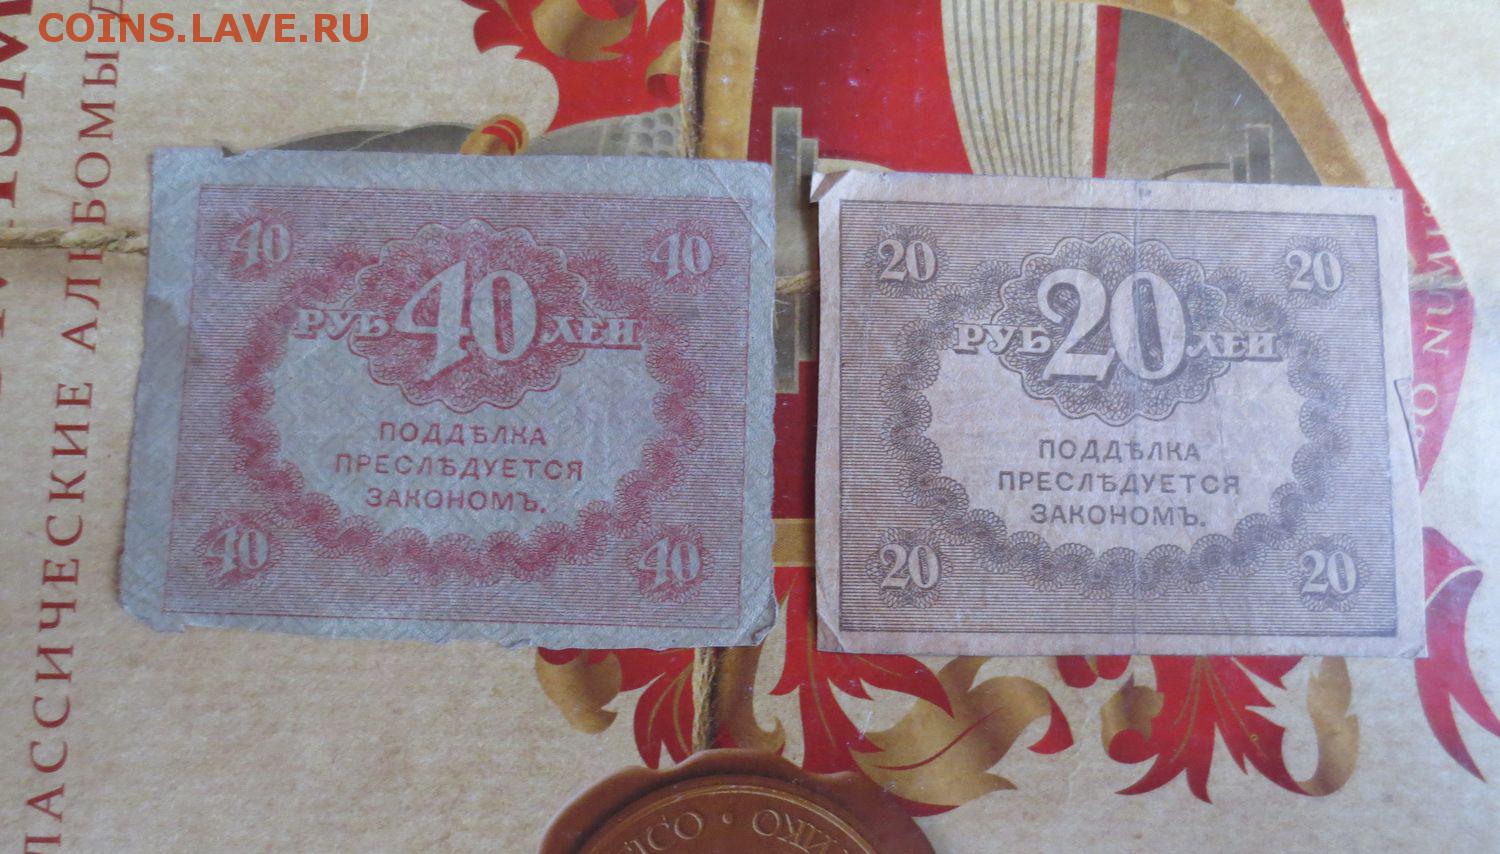 COINS.LAVE.RU
КЛАССИЧЕСКИЕ АЛЬБОМЫ
40 40
РУБ 40 ЛЕЙ
ПОДДѢЛКА
ПРЕСЛѢДУЕТСЯ
ЗАКОНОМЪ.
40 40
20 20
РУБ 20 ЛЕЙ
ПОДДѢЛКА
ПРЕСЛѢДУЕТСЯ
ЗАКОНОМЪ.
20 20